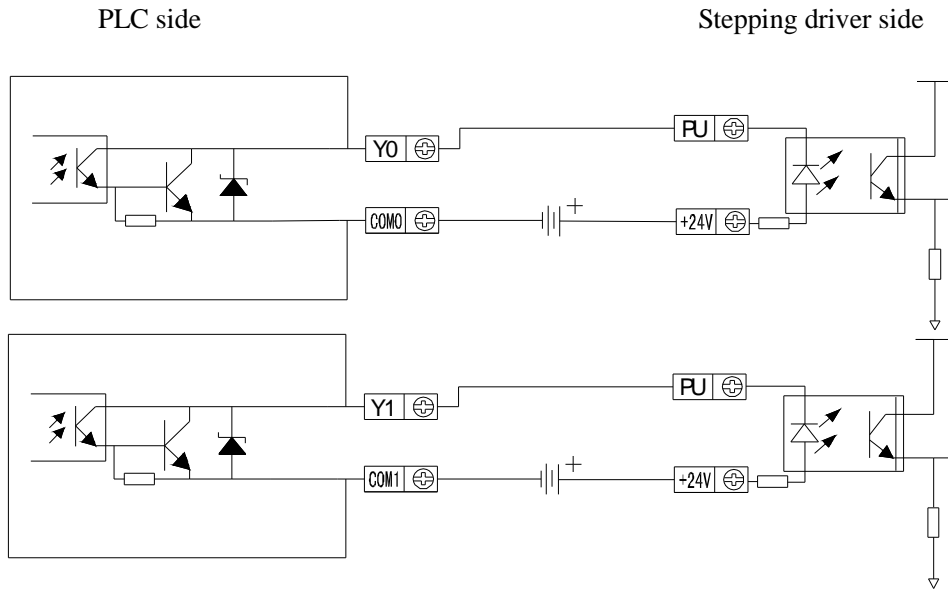 PLC side Stepping driver side
Y0 PU
COM0 + +24V
Y1 PU
COM1 + +24V